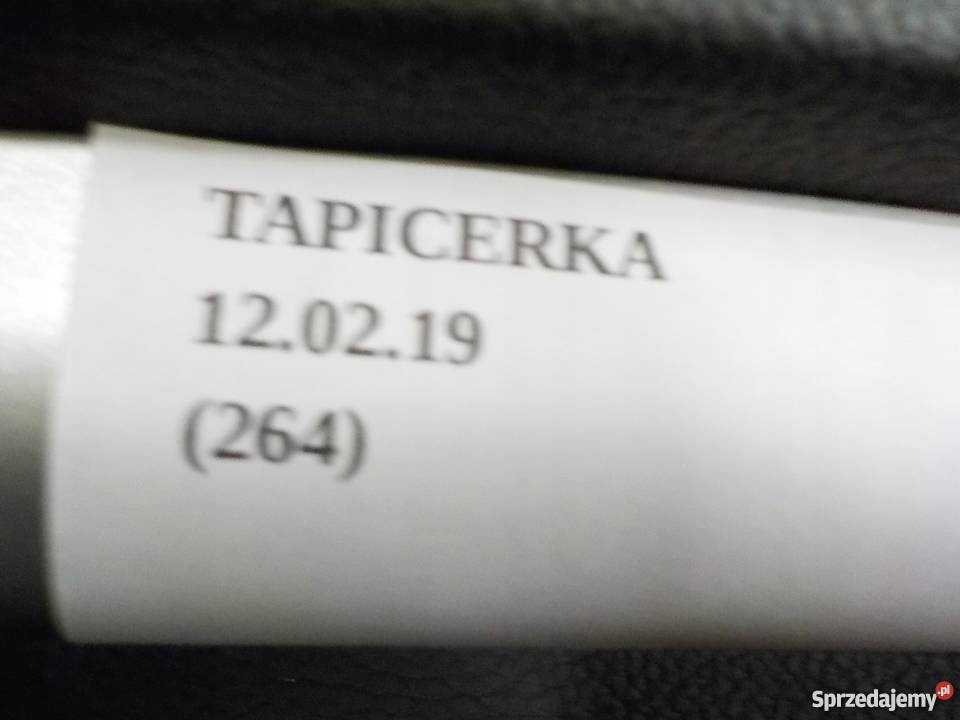 TAPICERKA
12.02.19
(264)
Sprzedajemy.pl